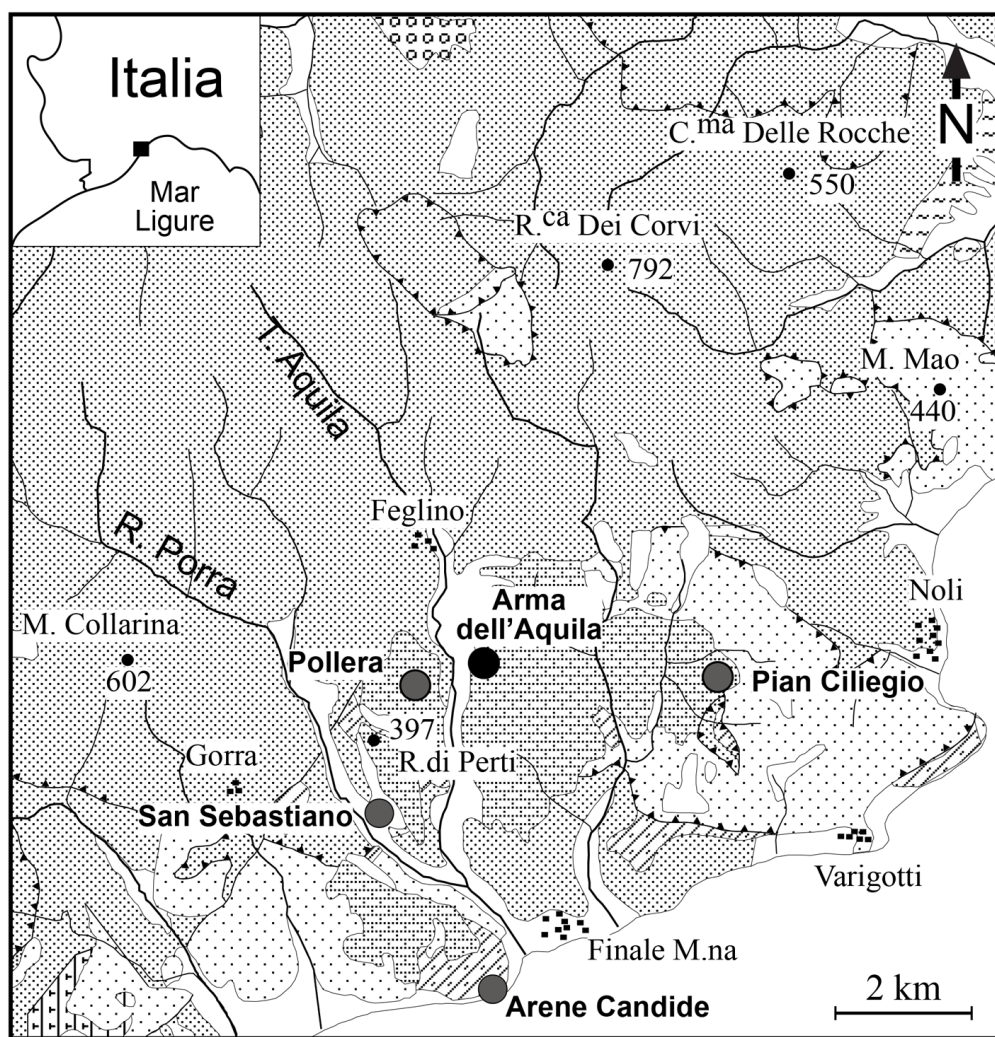 Italia
Mar
Ligure
N
C.ma Delle Rocche
550
R.ca Dei Corvi
792
T. Aquila
M. Mao
440
Feglino
R. Porra
Noli
Arma
dell'Aquila
M. Collarina
602
Pollera
Pian Ciliegio
397
R.di Perti
Gorra
San Sebastiano
Varigotti
Finale M.na
Arene Candide
2 km